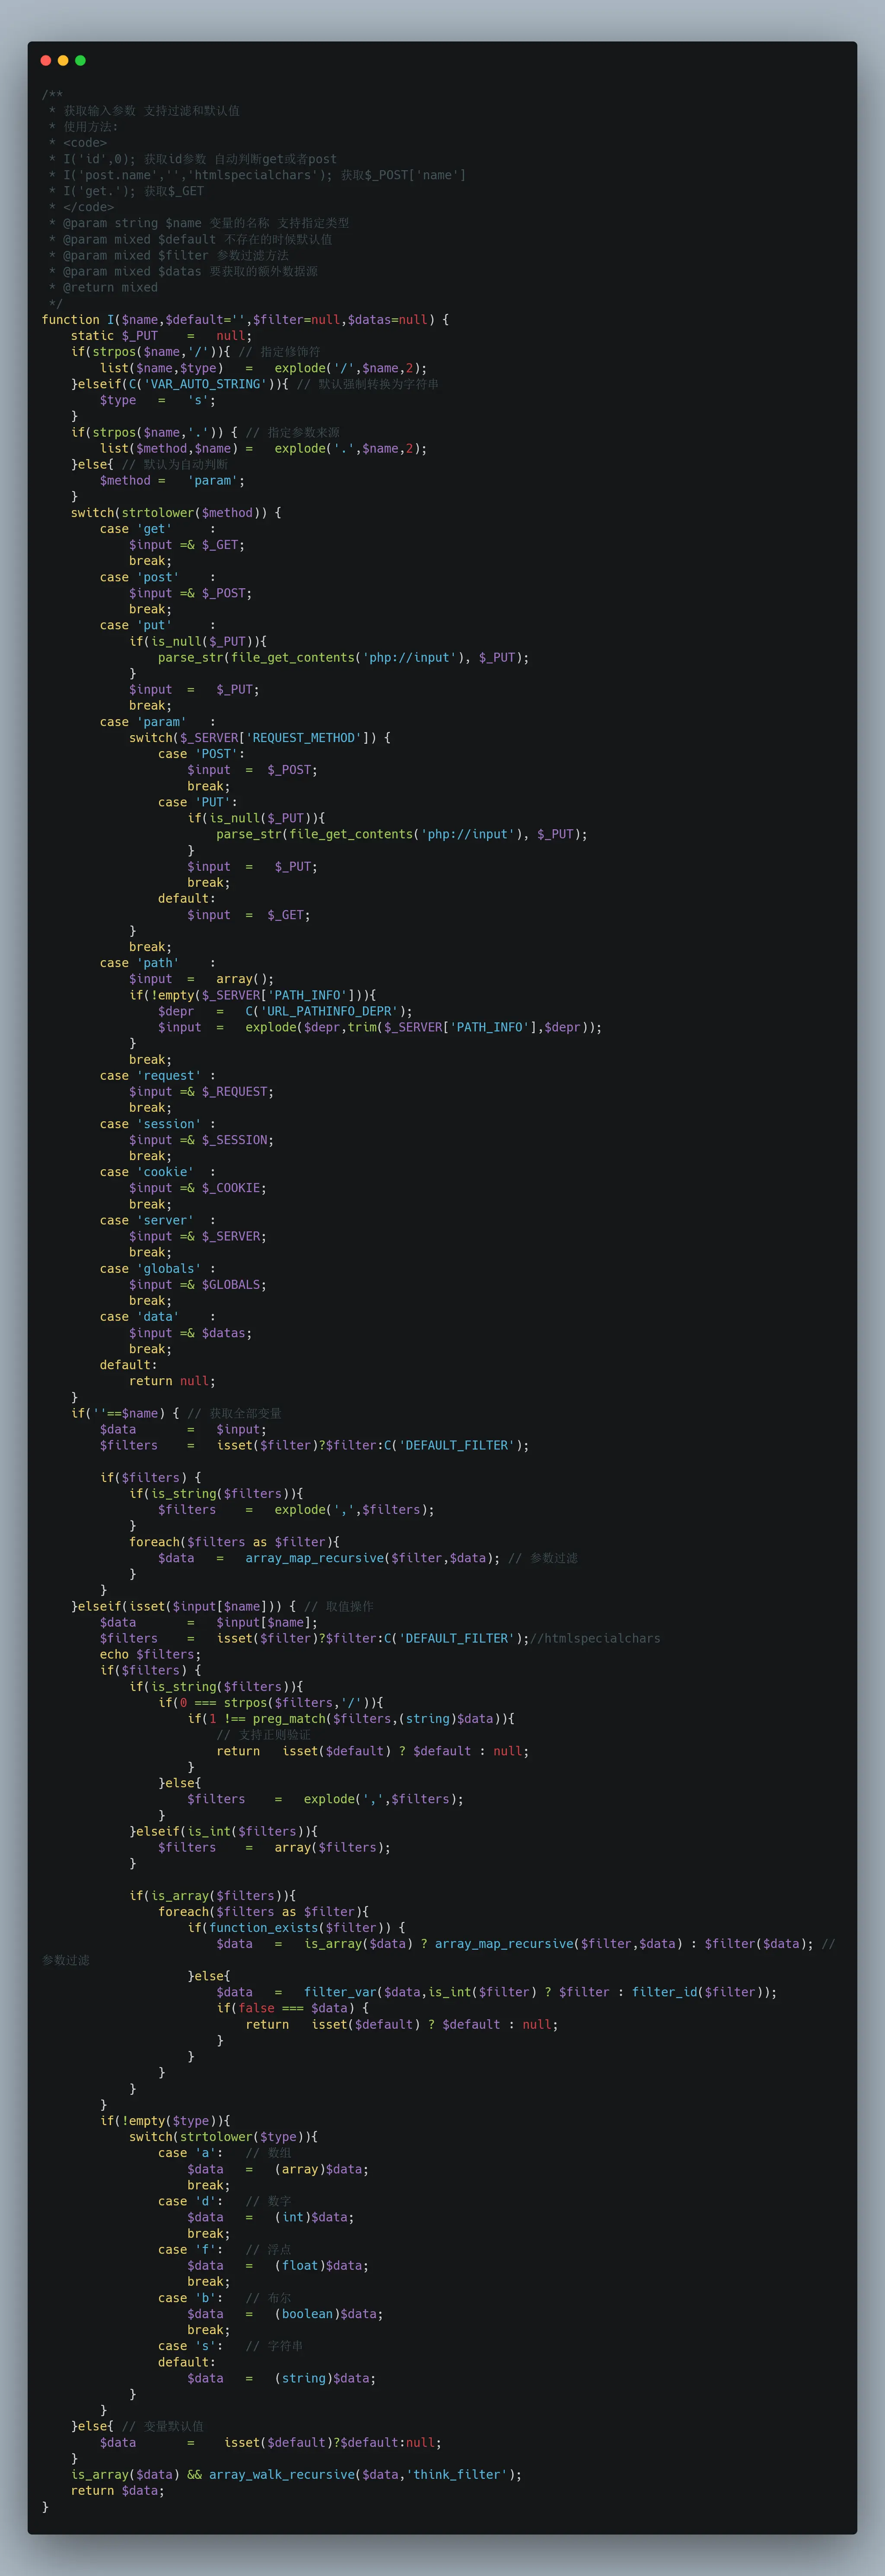 /**
 * 获取输入参数 支持过滤和默认值
 * 使用方法:
 * <code>
 * I('id',0); 获取id参数 自动判断get或者post
 * I('post.name','','htmlspecialchars'); 获取$_POST['name']
 * I('get.'); 获取$_GET
 * </code>
 * @param string $name 变量的名称 支持指定类型
 * @param mixed $default 不存在的时候默认值
 * @param mixed $filter 参数过滤方法
 * @param mixed $datas 要获取的额外数据源
 * @return mixed
 */
function I($name,$default='',$filter=null,$datas=null) {
    static $_PUT    =   null;
    if(strpos($name,'/')){ // 指定修饰符
        list($name,$type)   =   explode('/',$name,2);
    }elseif(C('VAR_AUTO_STRING')){ // 默认强制转换为字符串
        $type   =   's';
    }
    if(strpos($name,'.')) { // 指定参数来源
        list($method,$name) =   explode('.',$name,2);
    }else{ // 默认为自动判断
        $method =   'param';
    }
    switch(strtolower($method)) {
        case 'get'     :
            $input =& $_GET;
            break;
        case 'post'    :
            $input =& $_POST;
            break;
        case 'put'     :
            if(is_null($_PUT)){
                parse_str(file_get_contents('php://input'), $_PUT);
            }
            $input  =   $_PUT;
            break;
        case 'param'   :
            switch($_SERVER['REQUEST_METHOD']) {
                case 'POST':
                    $input  =  $_POST;
                    break;
                case 'PUT':
                    if(is_null($_PUT)){
                        parse_str(file_get_contents('php://input'), $_PUT);
                    }
                    $input  =   $_PUT;
                    break;
                default:
                    $input  =  $_GET;
            }
            break;
        case 'path'    :
            $input  =   array();
            if(!empty($_SERVER['PATH_INFO'])){
                $depr   =   C('URL_PATHINFO_DEPR');
                $input  =   explode($depr,trim($_SERVER['PATH_INFO'],$depr));
            }
            break;
        case 'request' :
            $input =& $_REQUEST;
            break;
        case 'session' :
            $input =& $_SESSION;
            break;
        case 'cookie'  :
            $input =& $_COOKIE;
            break;
        case 'server'  :
            $input =& $_SERVER;
            break;
        case 'globals' :
            $input =& $GLOBALS;
            break;
        case 'data'    :
            $input =& $datas;
            break;
        default:
            return null;
    }
    if(''==$name) { // 获取全部变量
        $data       =   $input;
        $filters    =   isset($filter)?$filter:C('DEFAULT_FILTER');

        if($filters) {
            if(is_string($filters)){
                $filters    =   explode(',',$filters);
            }
            foreach($filters as $filter){
                $data   =   array_map_recursive($filter,$data); // 参数过滤
            }
        }
    }elseif(isset($input[$name])) { // 取值操作
        $data       =   $input[$name];
        $filters    =   isset($filter)?$filter:C('DEFAULT_FILTER');//htmlspecialchars
        echo $filters;
        if($filters) {
            if(is_string($filters)){
                if(0 === strpos($filters,'/')){
                    if(1 !== preg_match($filters,(string)$data)){
                        // 支持正则验证
                        return   isset($default) ? $default : null;
                    }
                }else{
                    $filters    =   explode(',',$filters);
                }
            }elseif(is_int($filters)){
                $filters    =   array($filters);
            }

            if(is_array($filters)){
                foreach($filters as $filter){
                    if(function_exists($filter)) {
                        $data   =   is_array($data) ? array_map_recursive($filter,$data) : $filter($data); //
参数过滤
                    }else{
                        $data   =   filter_var($data,is_int($filter) ? $filter : filter_id($filter));
                        if(false === $data) {
                            return   isset($default) ? $default : null;
                        }
                    }
                }
            }
        }
        if(!empty($type)){
            switch(strtolower($type)){
                case 'a':   // 数组
                    $data   =   (array)$data;
                    break;
                case 'd':   // 数字
                    $data   =   (int)$data;
                    break;
                case 'f':   // 浮点
                    $data   =   (float)$data;
                    break;
                case 'b':   // 布尔
                    $data   =   (boolean)$data;
                    break;
                case 's':   // 字符串
                default:
                    $data   =   (string)$data;
            }
        }
    }else{ // 变量默认值
        $data       =    isset($default)?$default:null;
    }
    is_array($data) && array_walk_recursive($data,'think_filter');
    return $data;
}